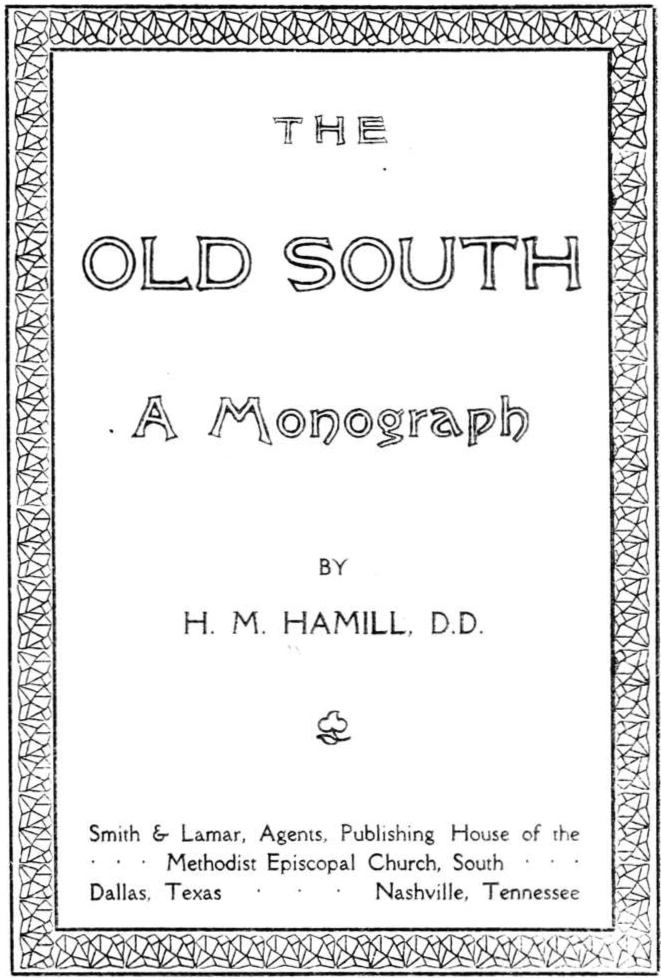 THE
OLD SOUTH
A Monograph
BY
H. M. HAMILL, D.D.
Smith & Lamar, Agents, Publishing House of the
· · · Methodist Episcopal Church, South · · ·
Dallas, Texas · · · Nashville, Tennessee